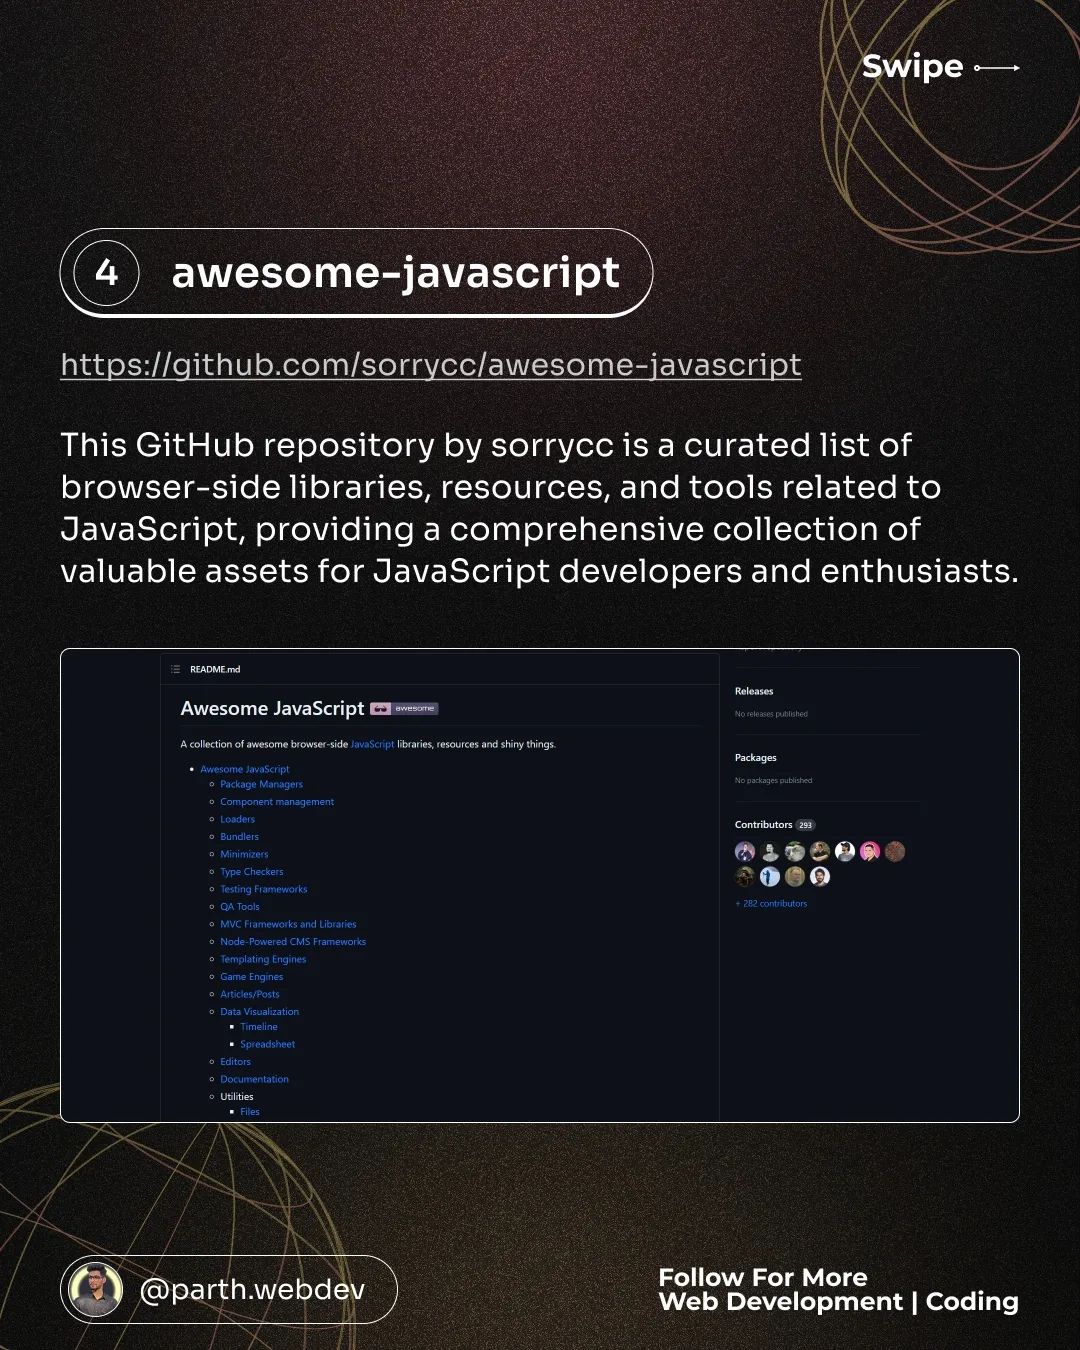 Swipe
4 awesome-javascript
https://github.com/sorrycc/awesome-javascript
This GitHub repository by sorrycc is a curated list of
browser-side libraries, resources, and tools related to
JavaScript, providing a comprehensive collection of
valuable assets for JavaScript developers and enthusiasts.
README.md
Awesome JavaScript awesome
A collection of awesome browser-side JavaScript libraries, resources and shiny things.
Awesome JavaScript
Package Managers
Component management
Loaders
Bundlers
Minimizers
Type Checkers
Testing Frameworks
QA Tools
MVC Frameworks and Libraries
Node-Powered CMS Frameworks
Templating Engines
Game Engines
Articles/Posts
Data Visualization
Timeline
Spreadsheet
Editors
Documentation
Utilities
Files
Releases
No releases published
Packages
No packages published
Contributors 293
+ 282 contributors
@parth.webdev
Follow For More
Web Development | Coding